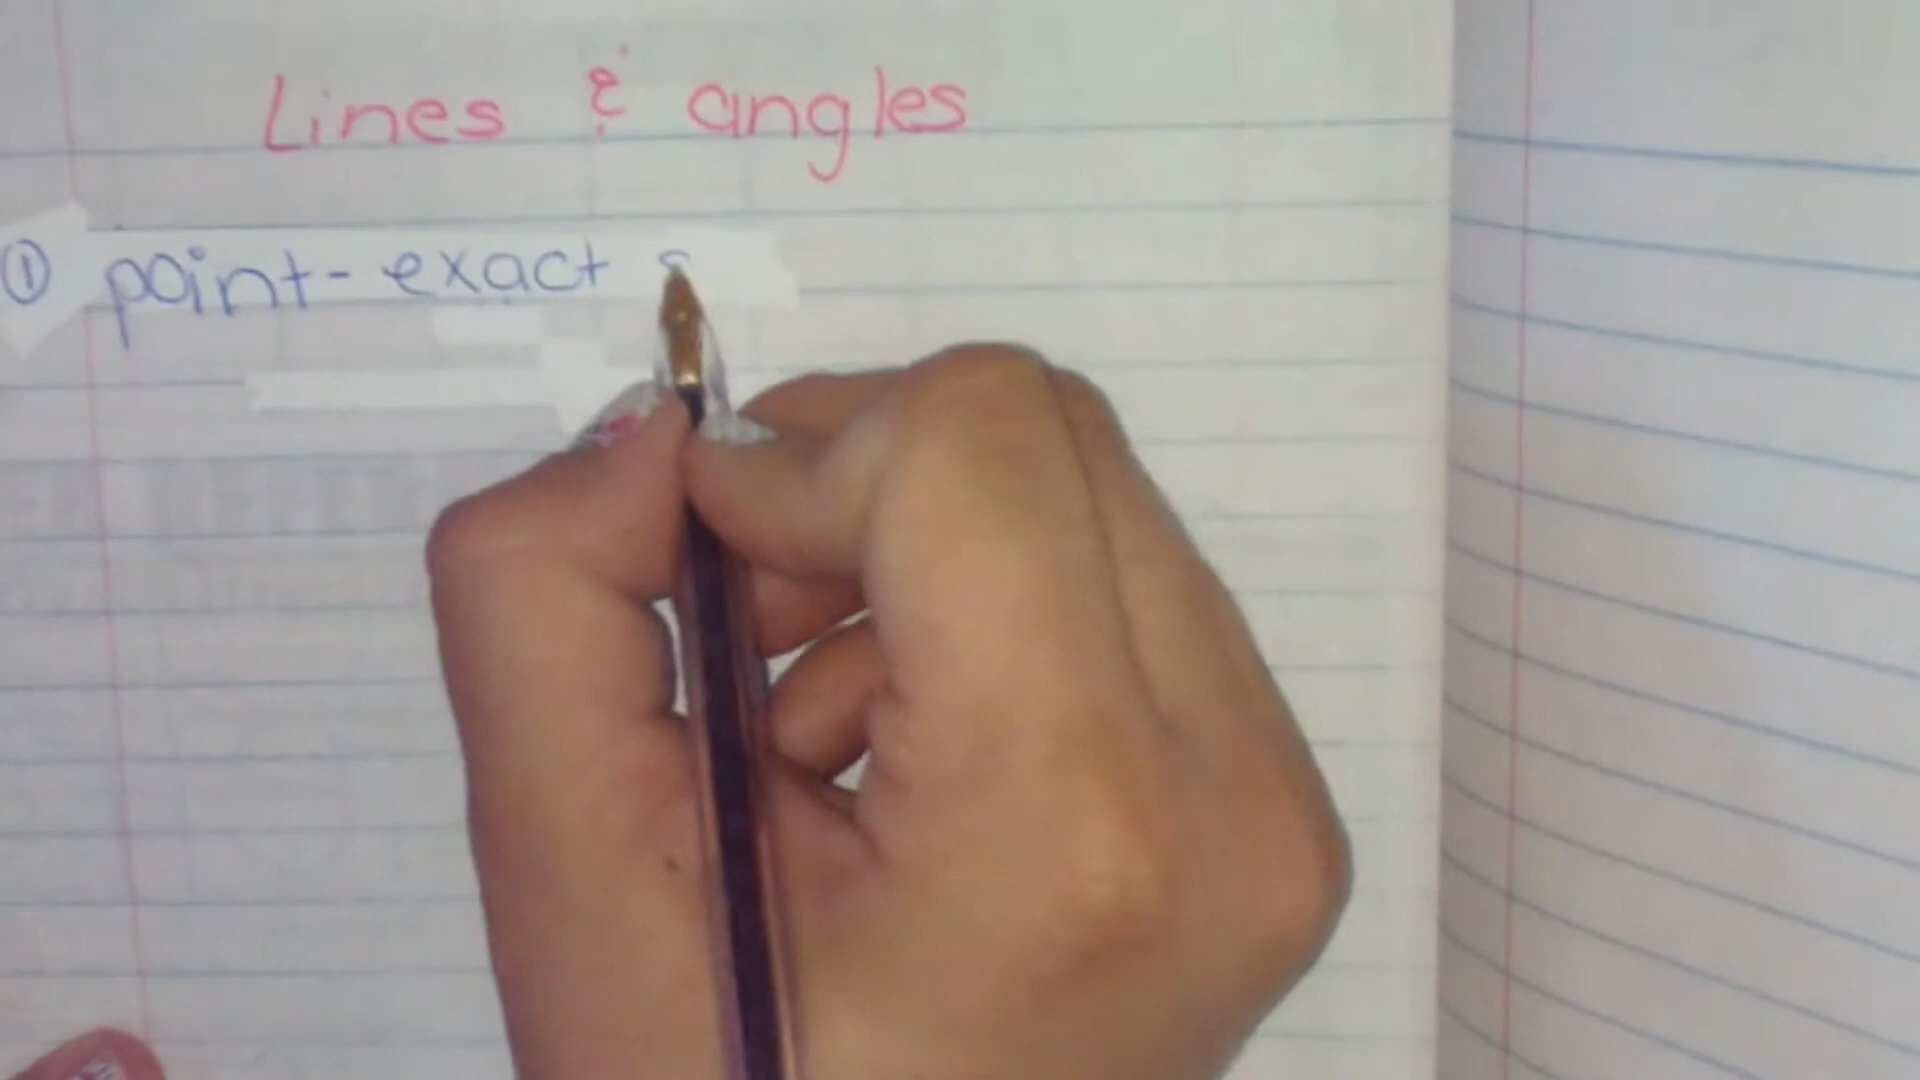 Lines & angles
① point - exact